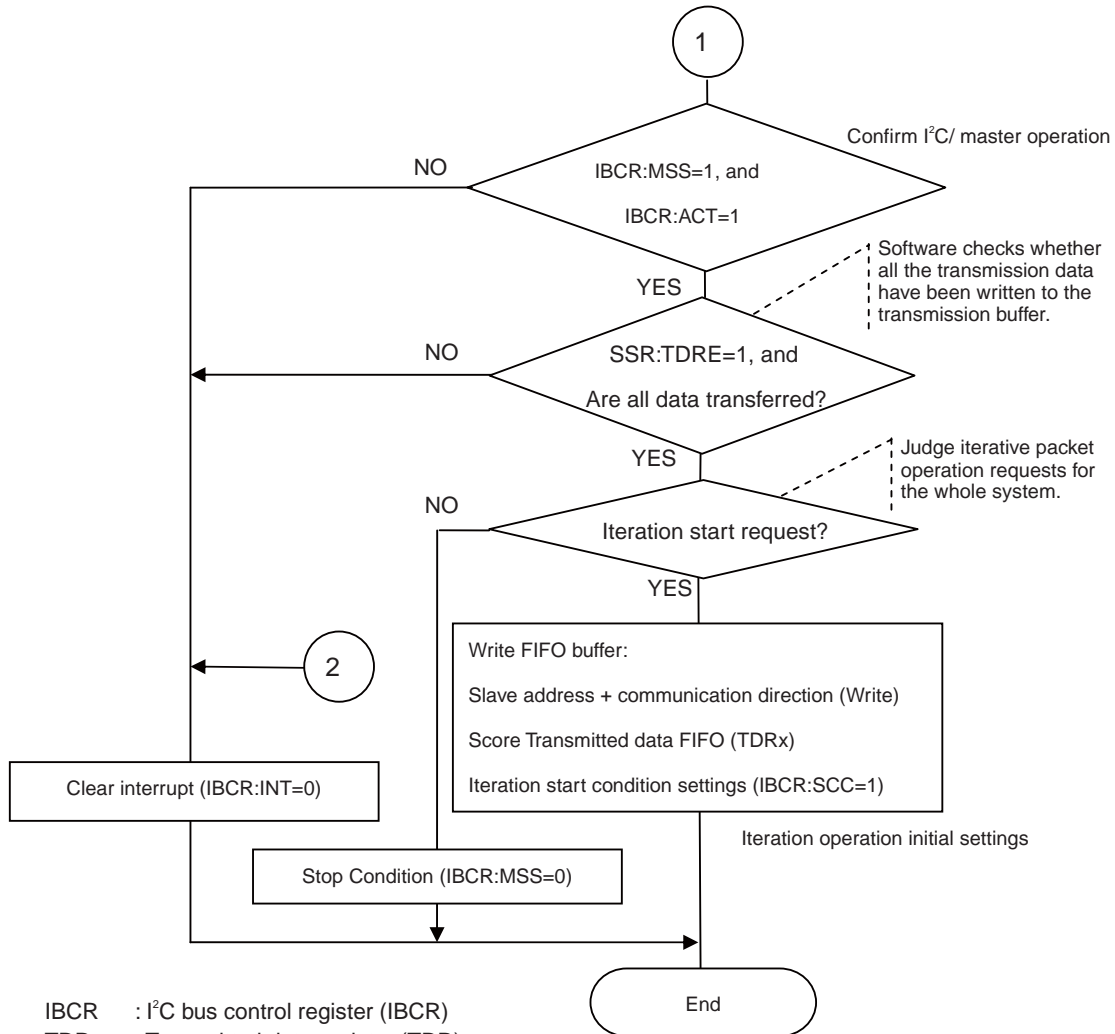 1
Confirm I²C/ master operation
NO
IBCR:MSS=1, and
IBCR:ACT=1
Software checks whether
all the transmission data
have been written to the
transmission buffer.
YES
NO
SSR:TDRE=1, and
Are all data transferred?
Judge iterative packet
operation requests for
the whole system.
YES
NO
Iteration start request?
YES
Write FIFO buffer:
Slave address + communication direction (Write)
Score Transmitted data FIFO (TDRx)
Iteration start condition settings (IBCR:SCC=1)
2
Clear interrupt (IBCR:INT=0)
Iteration operation initial settings
Stop Condition (IBCR:MSS=0)
End
IBCR : I²C bus control register (IBCR)